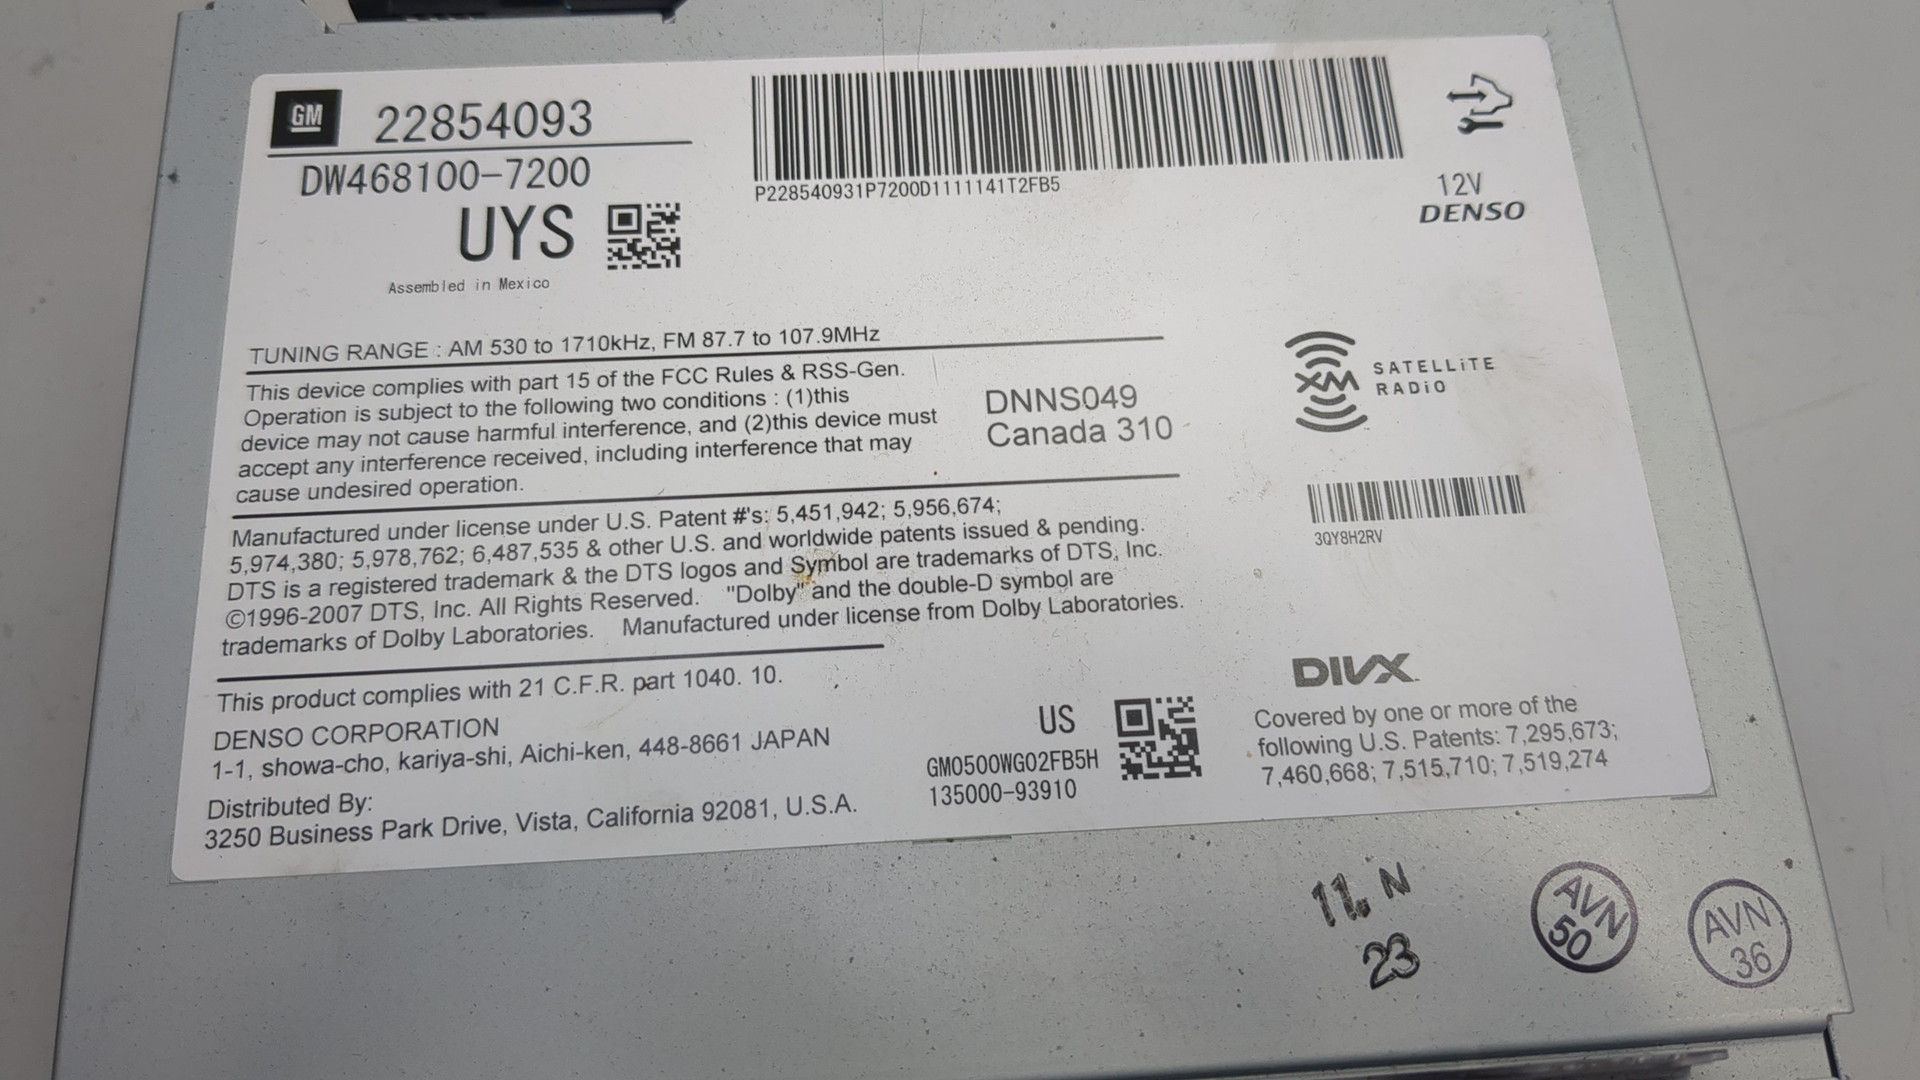 GM 22854093
DW468100-7200
UYS
Assembled in Mexico
P228540931P7200D1111141T2FB5
12V
DENSO
TUNING RANGE : AM 530 to 1710kHz, FM 87.7 to 107.9MHz
This device complies with part 15 of the FCC Rules & RSS-Gen.
Operation is subject to the following two conditions : (1)this
device may not cause harmful interference, and (2)this device must
accept any interference received, including interference that may
cause undesired operation.
DNNS049
Canada 310
XM SATELLiTE
RADiO
3QY8H2RV
Manufactured under license under U.S. Patent #'s: 5,451,942; 5,956,674;
5,974,380; 5,978,762; 6,487,535 & other U.S. and worldwide patents issued & pending.
DTS is a registered trademark & the DTS logos and Symbol are trademarks of DTS, Inc.
©1996-2007 DTS, Inc. All Rights Reserved. "Dolby" and the double-D symbol are
trademarks of Dolby Laboratories. Manufactured under license from Dolby Laboratories.
This product complies with 21 C.F.R. part 1040. 10.
DENSO CORPORATION
1-1, showa-cho, kariya-shi, Aichi-ken, 448-8661 JAPAN
Distributed By:
3250 Business Park Drive, Vista, California 92081, U.S.A.
US
GM0500WG02FB5H
135000-93910
DIVX
Covered by one or more of the
following U.S. Patents: 7,295,673;
7,460,668; 7,515,710; 7,519,274
11. N
23
AVN
50
AVN
36